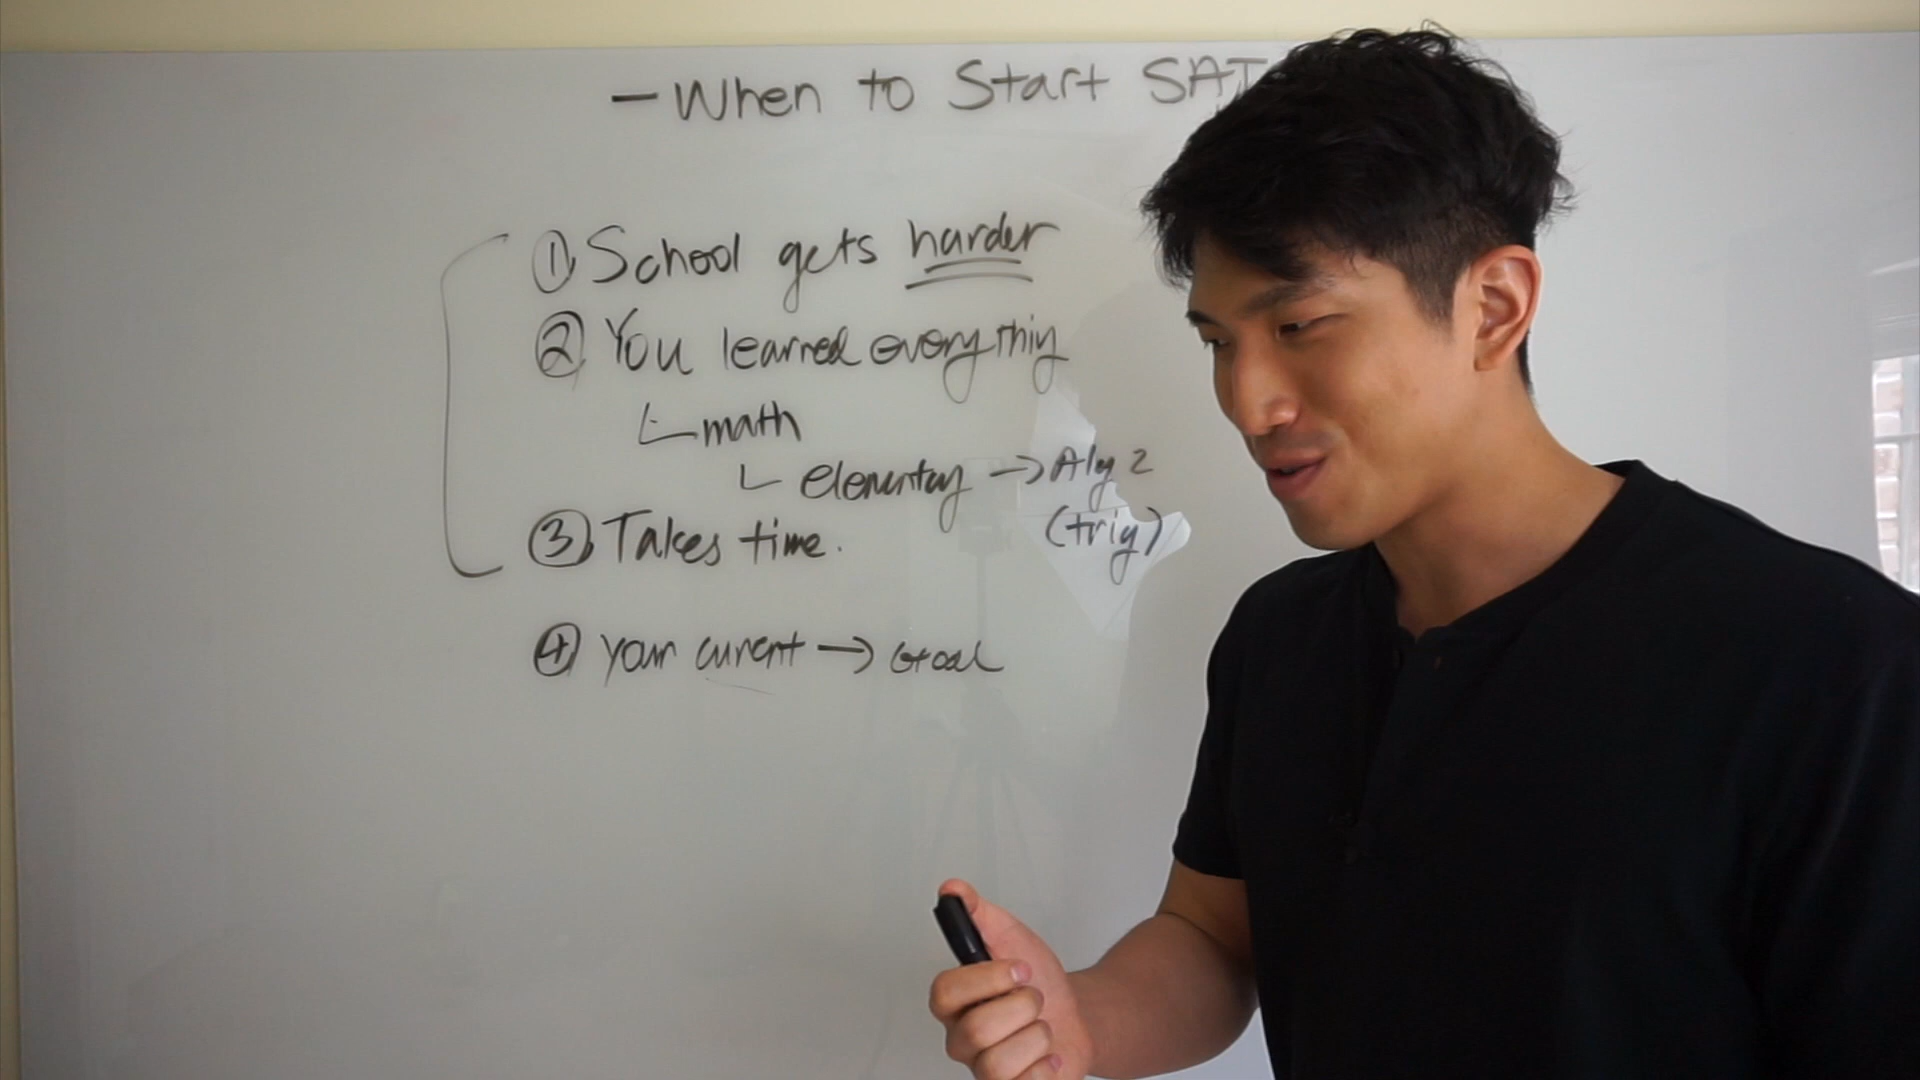 - When to Start SAT
① School gets harder
② You learned everything
math
elementary → Alg 2
(trig)
③ Takes time.
④ your current → Goal